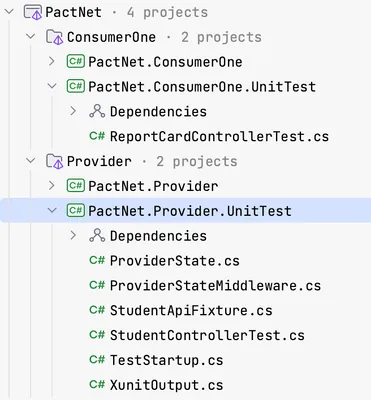 PactNet · 4 projects
ConsumerOne · 2 projects
C# PactNet.ConsumerOne
C# PactNet.ConsumerOne.UnitTest
Dependencies
C# ReportCardControllerTest.cs
Provider · 2 projects
C# PactNet.Provider
C# PactNet.Provider.UnitTest
Dependencies
C# ProviderState.cs
C# ProviderStateMiddleware.cs
C# StudentApiFixture.cs
C# StudentControllerTest.cs
C# TestStartup.cs
C# XunitOutput.cs